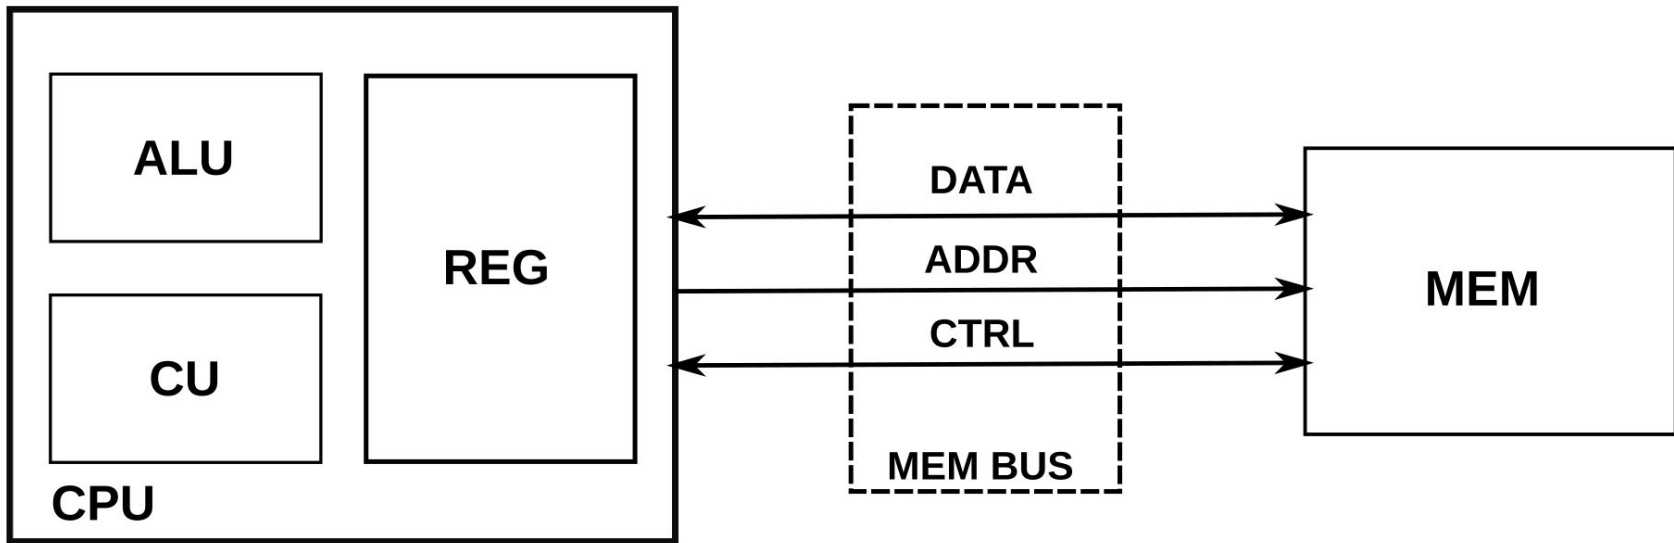 ALU
REG
CU
CPU
DATA
ADDR
CTRL
MEM BUS
MEM